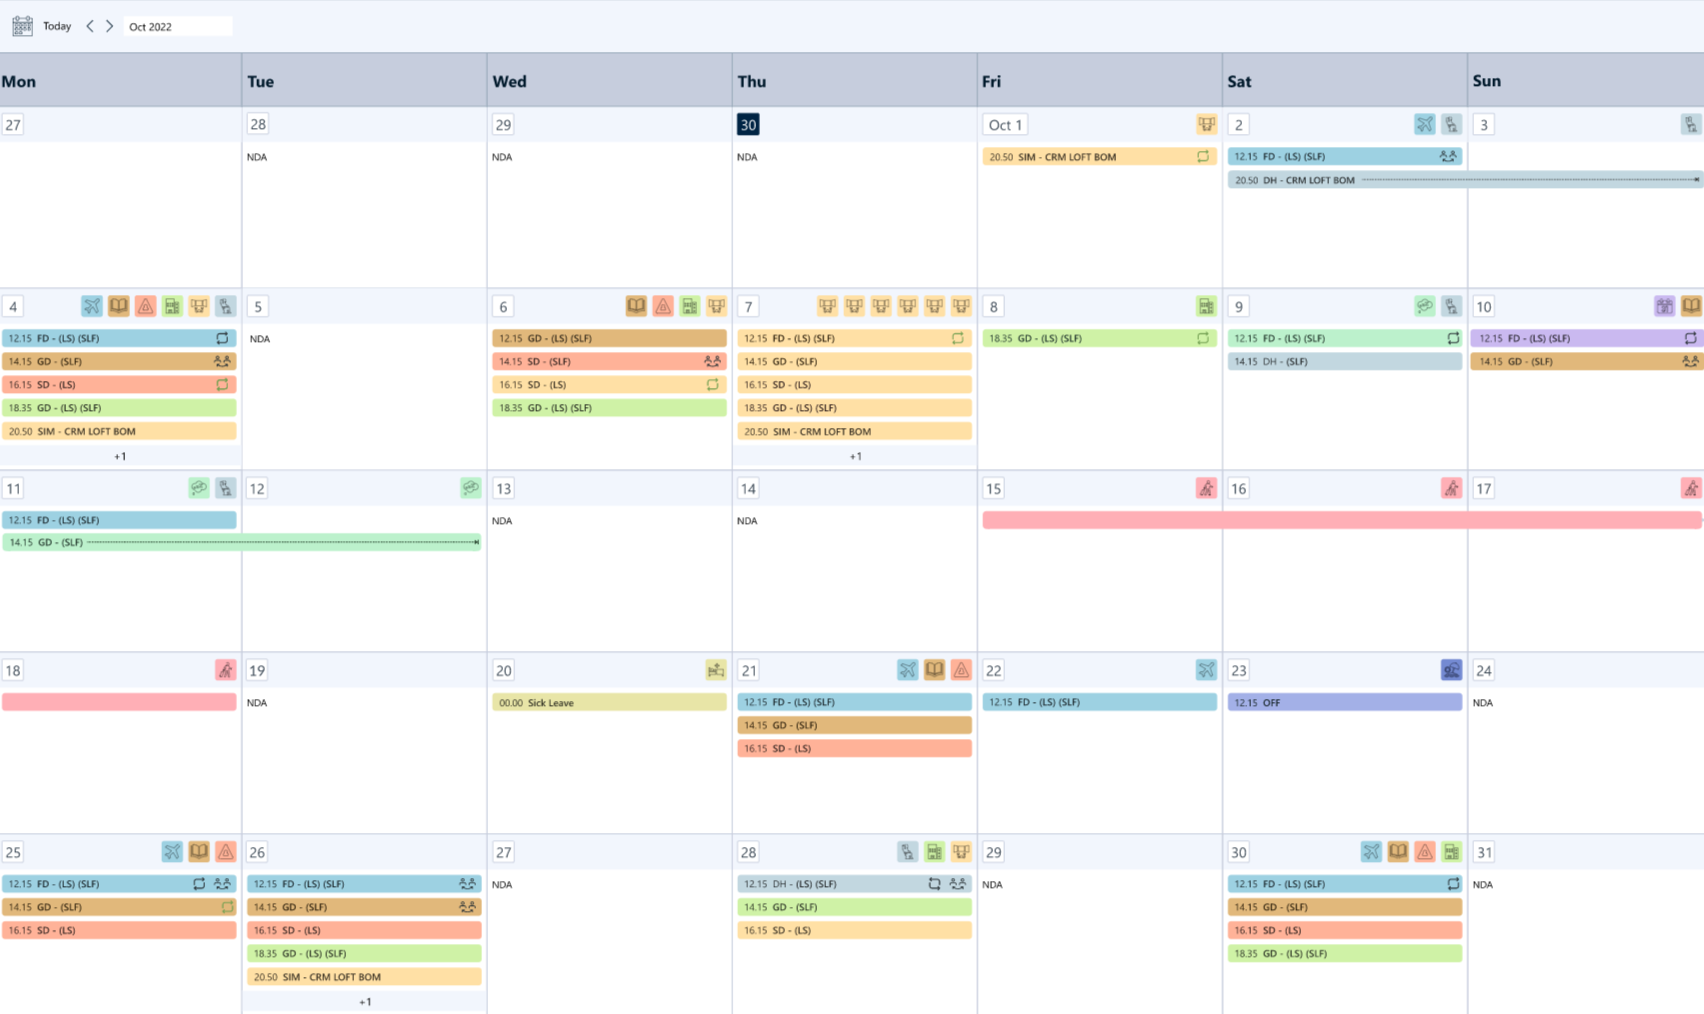 Today Oct 2022
Mon Tue Wed Thu Fri Sat Sun
27 28 29 30 Oct 1 2 3
NDA NDA NDA
20.50 SIM - CRM LOFT BOM
12.15 FD - (LS) (SLF)
20.50 DH - CRM LOFT BOM
4 5 6 7 8 9 10
12.15 FD - (LS) (SLF)
14.15 GD - (SLF)
16.15 SD - (LS)
18.35 GD - (LS) (SLF)
20.50 SIM - CRM LOFT BOM
+1
NDA
12.15 GD - (LS) (SLF)
14.15 SD - (SLF)
16.15 SD - (LS)
18.35 GD - (LS) (SLF)
12.15 FD - (LS) (SLF)
14.15 GD - (SLF)
16.15 SD - (LS)
18.35 GD - (LS) (SLF)
20.50 SIM - CRM LOFT BOM
+1
18.35 GD - (LS) (SLF)
12.15 FD - (LS) (SLF)
14.15 DH - (SLF)
12.15 FD - (LS) (SLF)
14.15 GD - (SLF)
11 12 13 14 15 16 17
12.15 FD - (LS) (SLF)
14.15 GD - (SLF)
NDA
NDA
18 19 20 21 22 23 24
NDA
00.00 Sick Leave
12.15 FD - (LS) (SLF)
14.15 GD - (SLF)
16.15 SD - (LS)
12.15 FD - (LS) (SLF)
12.15 OFF
NDA
25 26 27 28 29 30 31
12.15 FD - (LS) (SLF)
14.15 GD - (SLF)
16.15 SD - (LS)
12.15 FD - (LS) (SLF)
14.15 GD - (SLF)
16.15 SD - (LS)
18.35 GD - (LS) (SLF)
20.50 SIM - CRM LOFT BOM
+1
NDA
12.15 DH - (LS) (SLF)
14.15 GD - (SLF)
16.15 SD - (LS)
NDA
12.15 FD - (LS) (SLF)
14.15 GD - (SLF)
16.15 SD - (LS)
18.35 GD - (LS) (SLF)
NDA